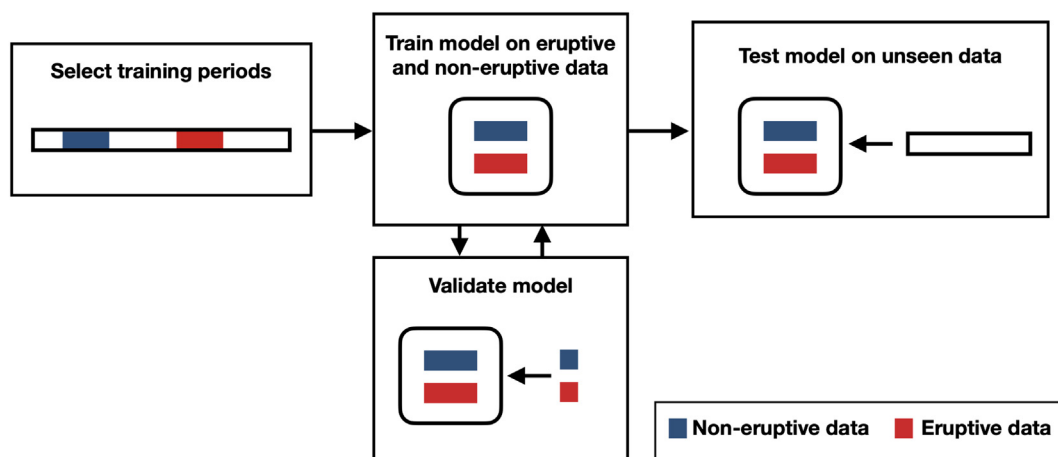 Select training periods
Train model on eruptive
and non-eruptive data
Test model on unseen data
Validate model
Non-eruptive data
Eruptive data